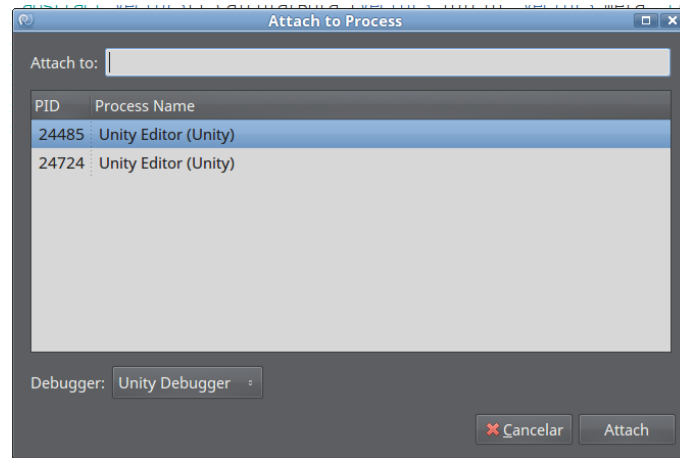 Attach to Process
Attach to:
PID Process Name
24485 Unity Editor (Unity)
24724 Unity Editor (Unity)
Debugger: Unity Debugger
Cancelar Attach